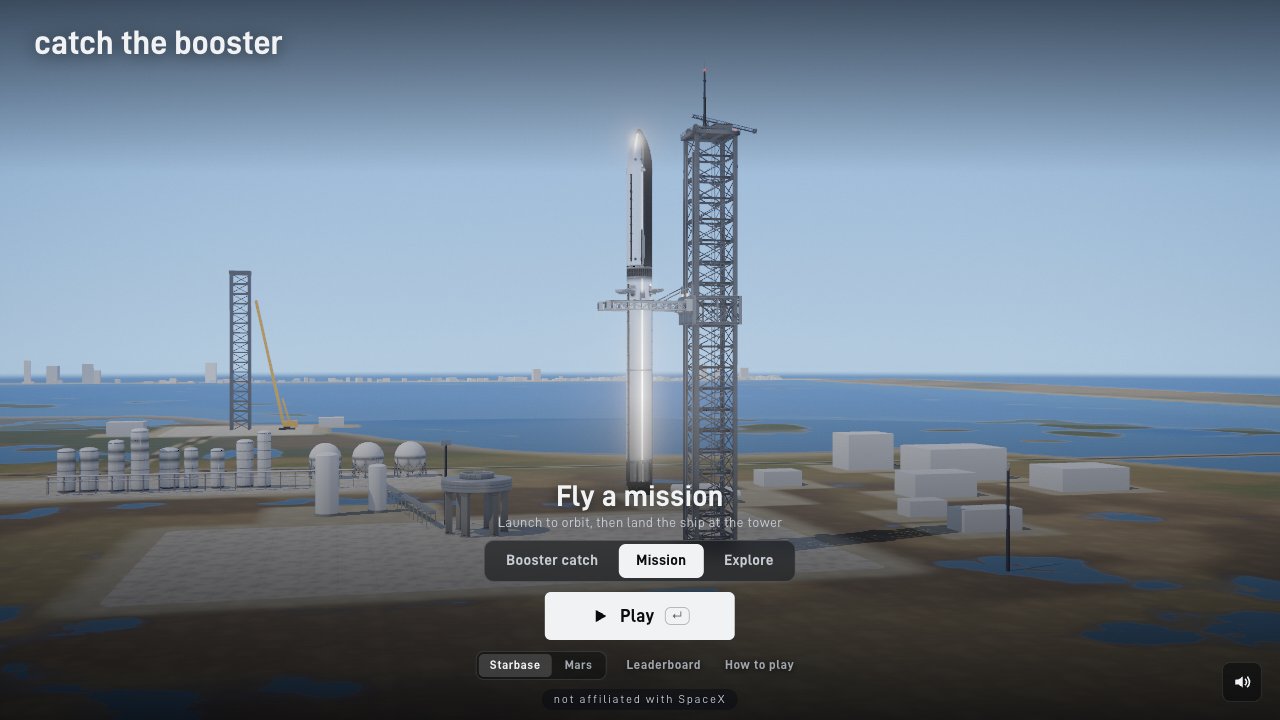 catch the booster
Fly a mission
Launch to orbit, then land the ship at the tower
Booster catch Mission Explore
Play
Starbase Mars Leaderboard How to play
not affiliated with SpaceX